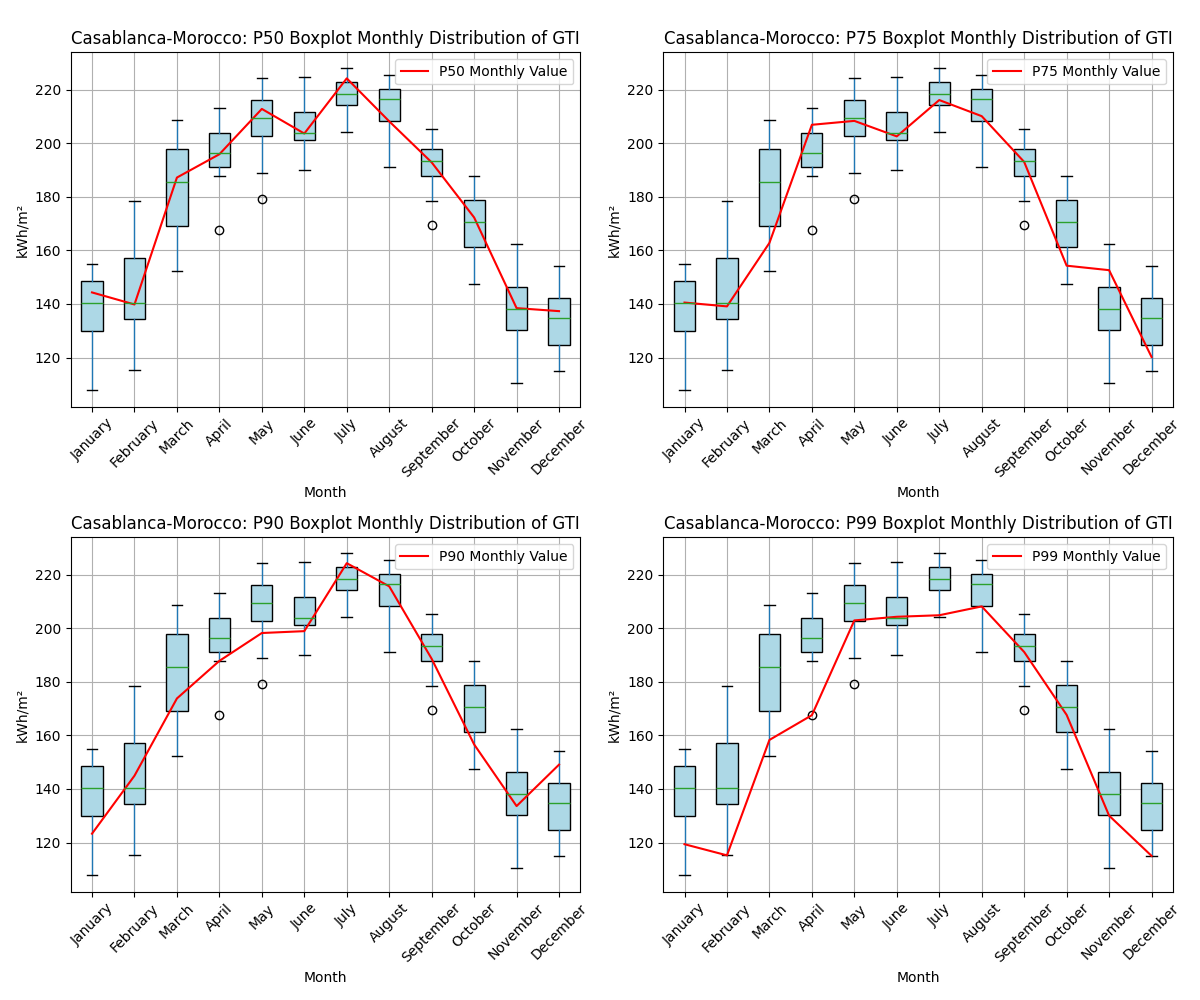 Casablanca-Morocco: P50 Boxplot Monthly Distribution of GTI
P50 Monthly Value
kWh/m²
220
200
180
160
140
120
January
February
March
April
May
June
July
August
September
October
November
December
Month
Casablanca-Morocco: P75 Boxplot Monthly Distribution of GTI
P75 Monthly Value
kWh/m²
220
200
180
160
140
120
January
February
March
April
May
June
July
August
September
October
November
December
Month
Casablanca-Morocco: P90 Boxplot Monthly Distribution of GTI
P90 Monthly Value
kWh/m²
220
200
180
160
140
120
January
February
March
April
May
June
July
August
September
October
November
December
Month
Casablanca-Morocco: P99 Boxplot Monthly Distribution of GTI
P99 Monthly Value
kWh/m²
220
200
180
160
140
120
January
February
March
April
May
June
July
August
September
October
November
December
Month